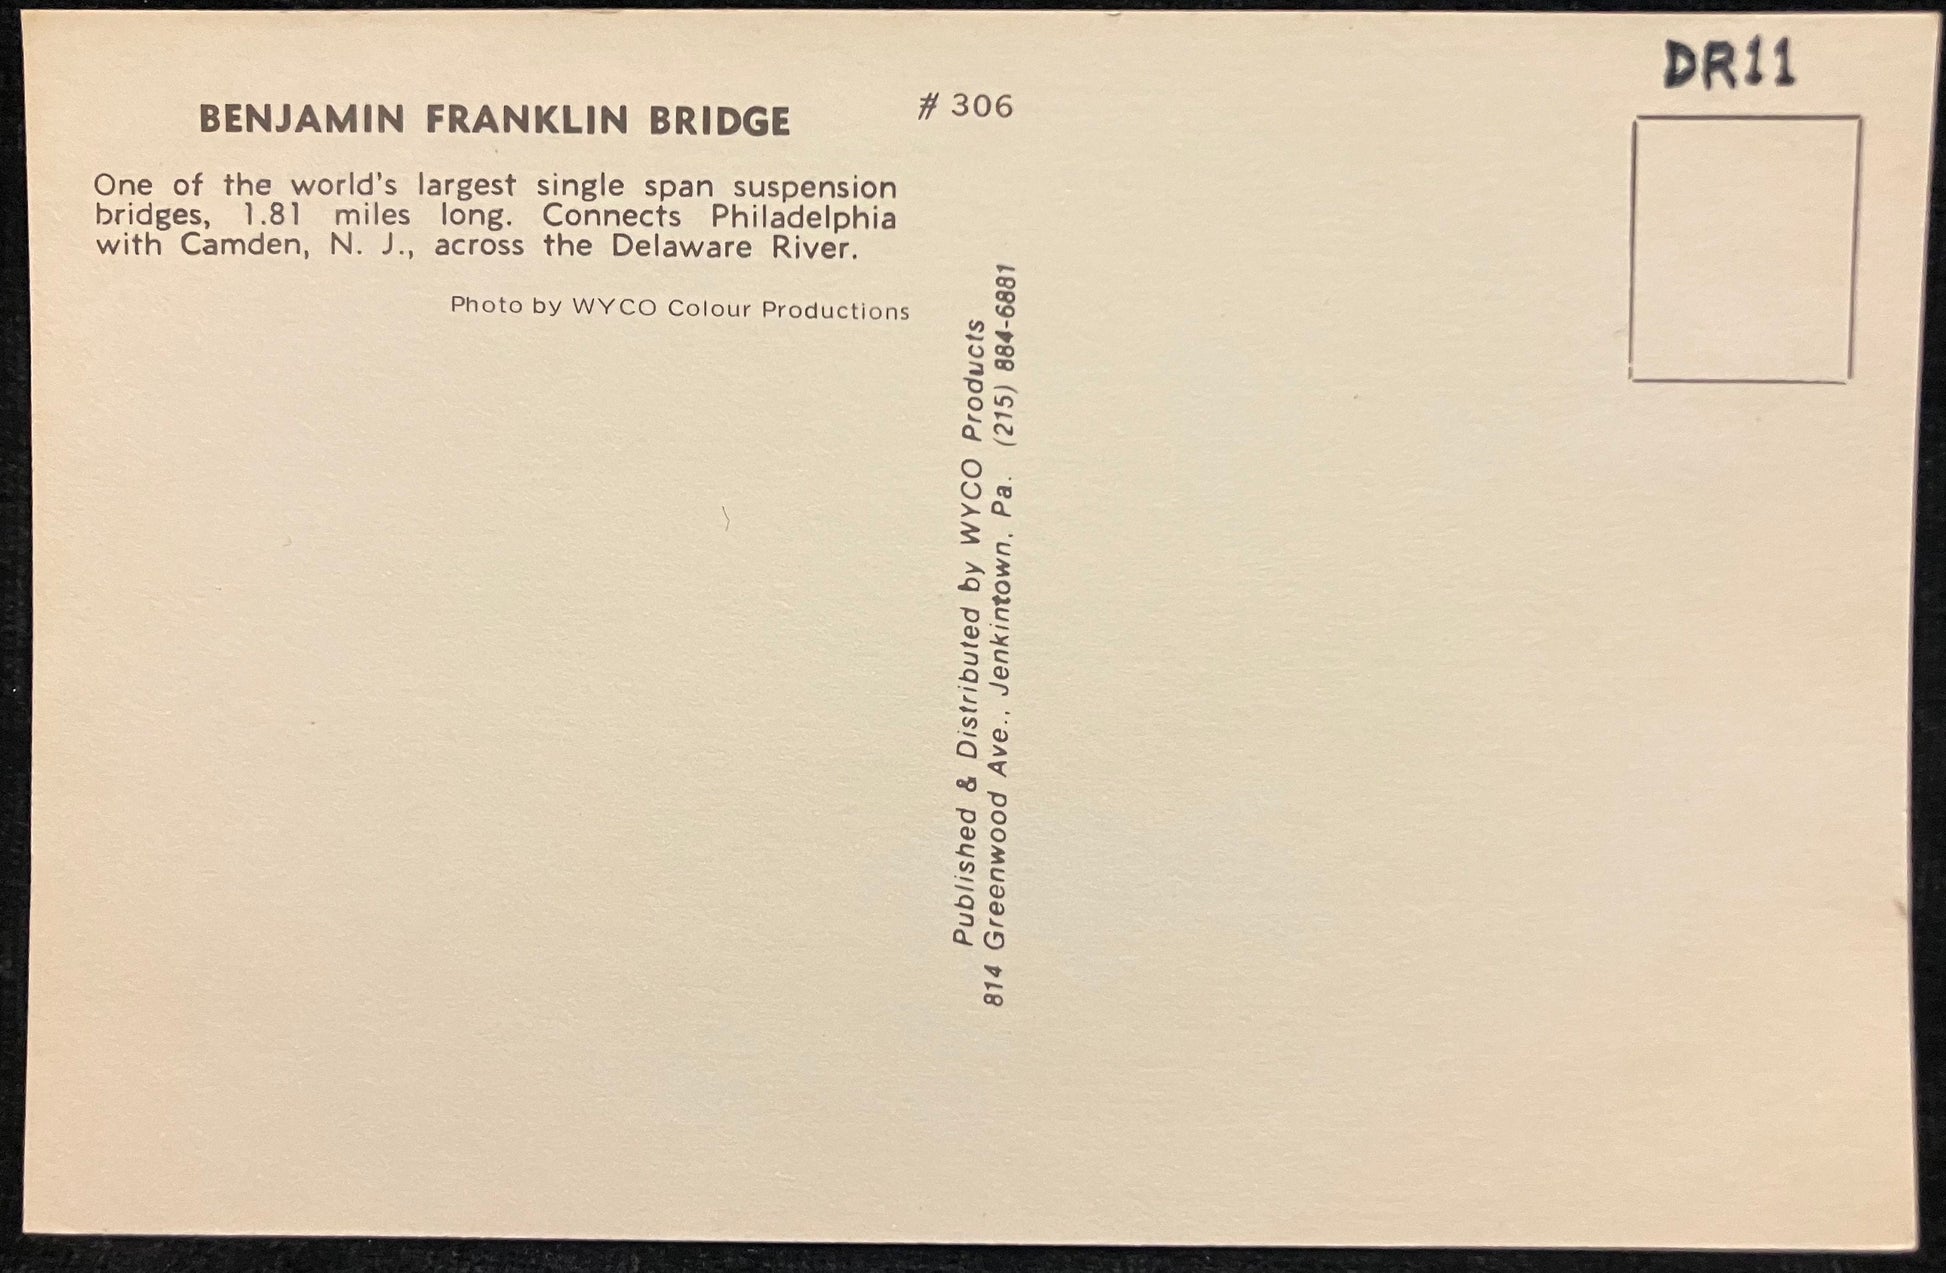 DR11
BENJAMIN FRANKLIN BRIDGE
# 306
One of the world's largest single span suspension
bridges, 1.81 miles long. Connects Philadelphia
with Camden, N. J., across the Delaware River.
Photo by WYCO Colour Productions
Published & Distributed by WYCO Products
814 Greenwood Ave., Jenkintown, Pa. (215) 884-6881